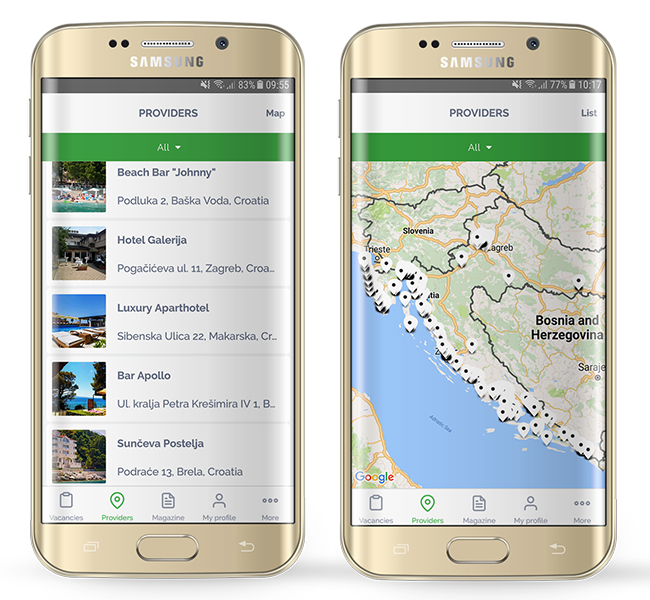 SAMSUNG
83% 09:55
PROVIDERS Map
All
Beach Bar "Johnny"
Podluka 2, Baška Voda, Croatia
Hotel Galerija
Pogačićeva ul. 11, Zagreb, Croa...
Luxury Aparthotel
Sibenska Ulica 22, Makarska, Cr...
Bar Apollo
Ul. kralja Petra Krešimira IV 1, B...
Sunčeva Postelja
Podraće 13, Brela, Croatia
Vacancies Providers Magazine My profile More
SAMSUNG
77% 10:17
PROVIDERS List
All
Slovenia
agreb
Trieste
atia
Bosnia and
Herzegovina
Saraje
Adriatic Sea
Google
Vacancies Providers Magazine My profile More